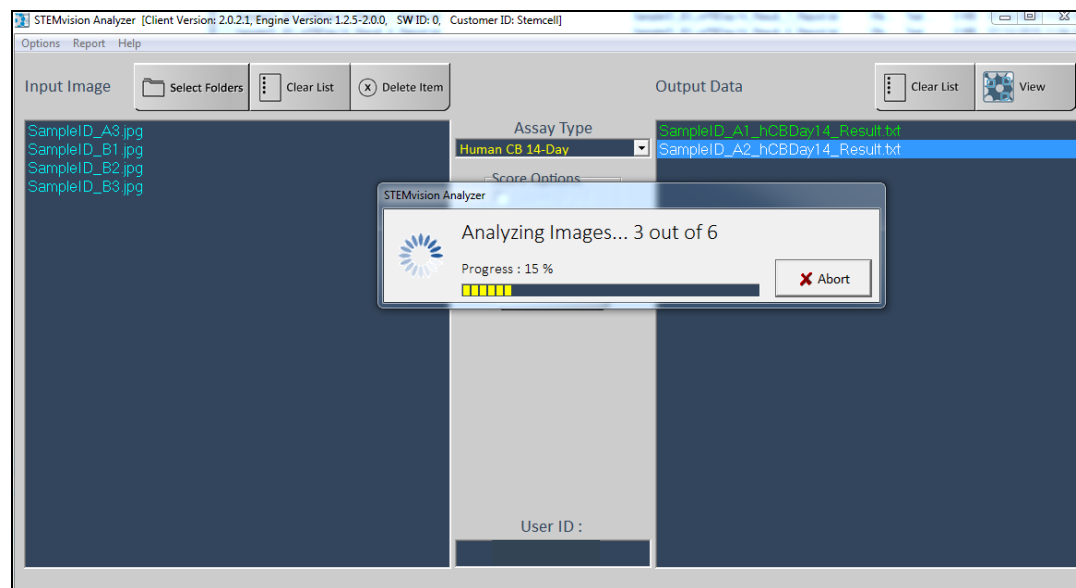 STEMvision Analyzer [Client Version: 2.0.2.1, Engine Version: 1.2.5-2.0.0, SW ID: 0, Customer ID: Stemcell]
Options Report Help
Input Image
Select Folders
Clear List
Delete Item
Output Data
Clear List
View
SampleID_A3.jpg
SampleID_B1.jpg
SampleID_B2.jpg
SampleID_B3.jpg
Assay Type
Human CB 14-Day
Score Options
SampleID_A1_hCBDay14_Result.txt
SampleID_A2_hCBDay14_Result.txt
STEMvision Analyzer
Analyzing Images... 3 out of 6
Progress : 15 %
Abort
User ID :